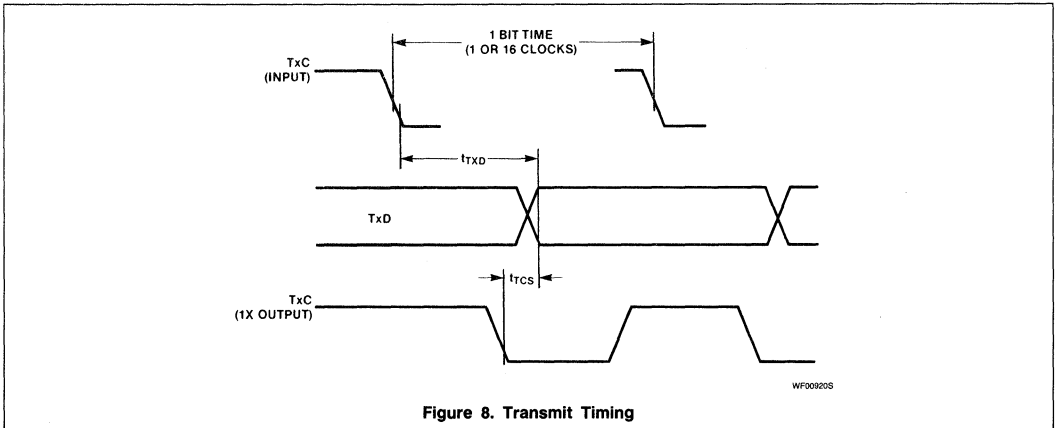 1 BIT TIME
(1 OR 16 CLOCKS)
TxC
(INPUT)
tTXD
TxD
tTCS
TxC
(1X OUTPUT)
WF00920S
Figure 8. Transmit Timing